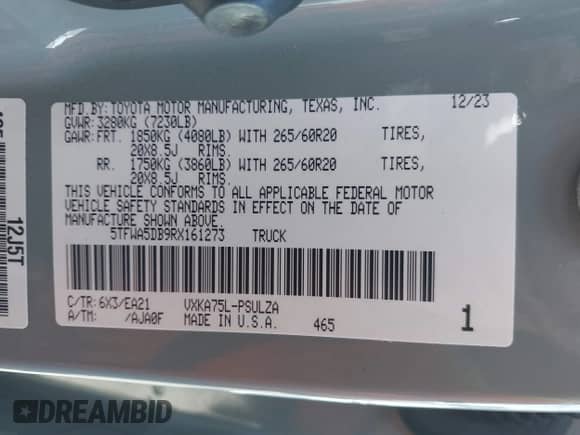 MFD.BY:TOYOTA MOTOR MANUFACTURING, TEXAS, INC. 12/23
GVWR:3280KG (7230LB)
GAWR:FRT. 1850KG (4080LB) WITH 265/60R20 TIRES,
20X8.5J RIMS.
RR. 1750KG (3860LB) WITH 265/60R20 TIRES,
20X8.5J RIMS.
THIS VEHICLE CONFORMS TO ALL APPLICABLE FEDERAL MOTOR
VEHICLE SAFETY STANDARDS IN EFFECT ON THE DATE OF
MANUFACTURE SHOWN ABOVE.
5TFWA5DB9RX161273 TRUCK
C/TR:6X3/EA21 VXKA75L-PSULZA
A/TM: /AJA0F MADE IN U.S.A. 465 1
12J5T
DREAMBID